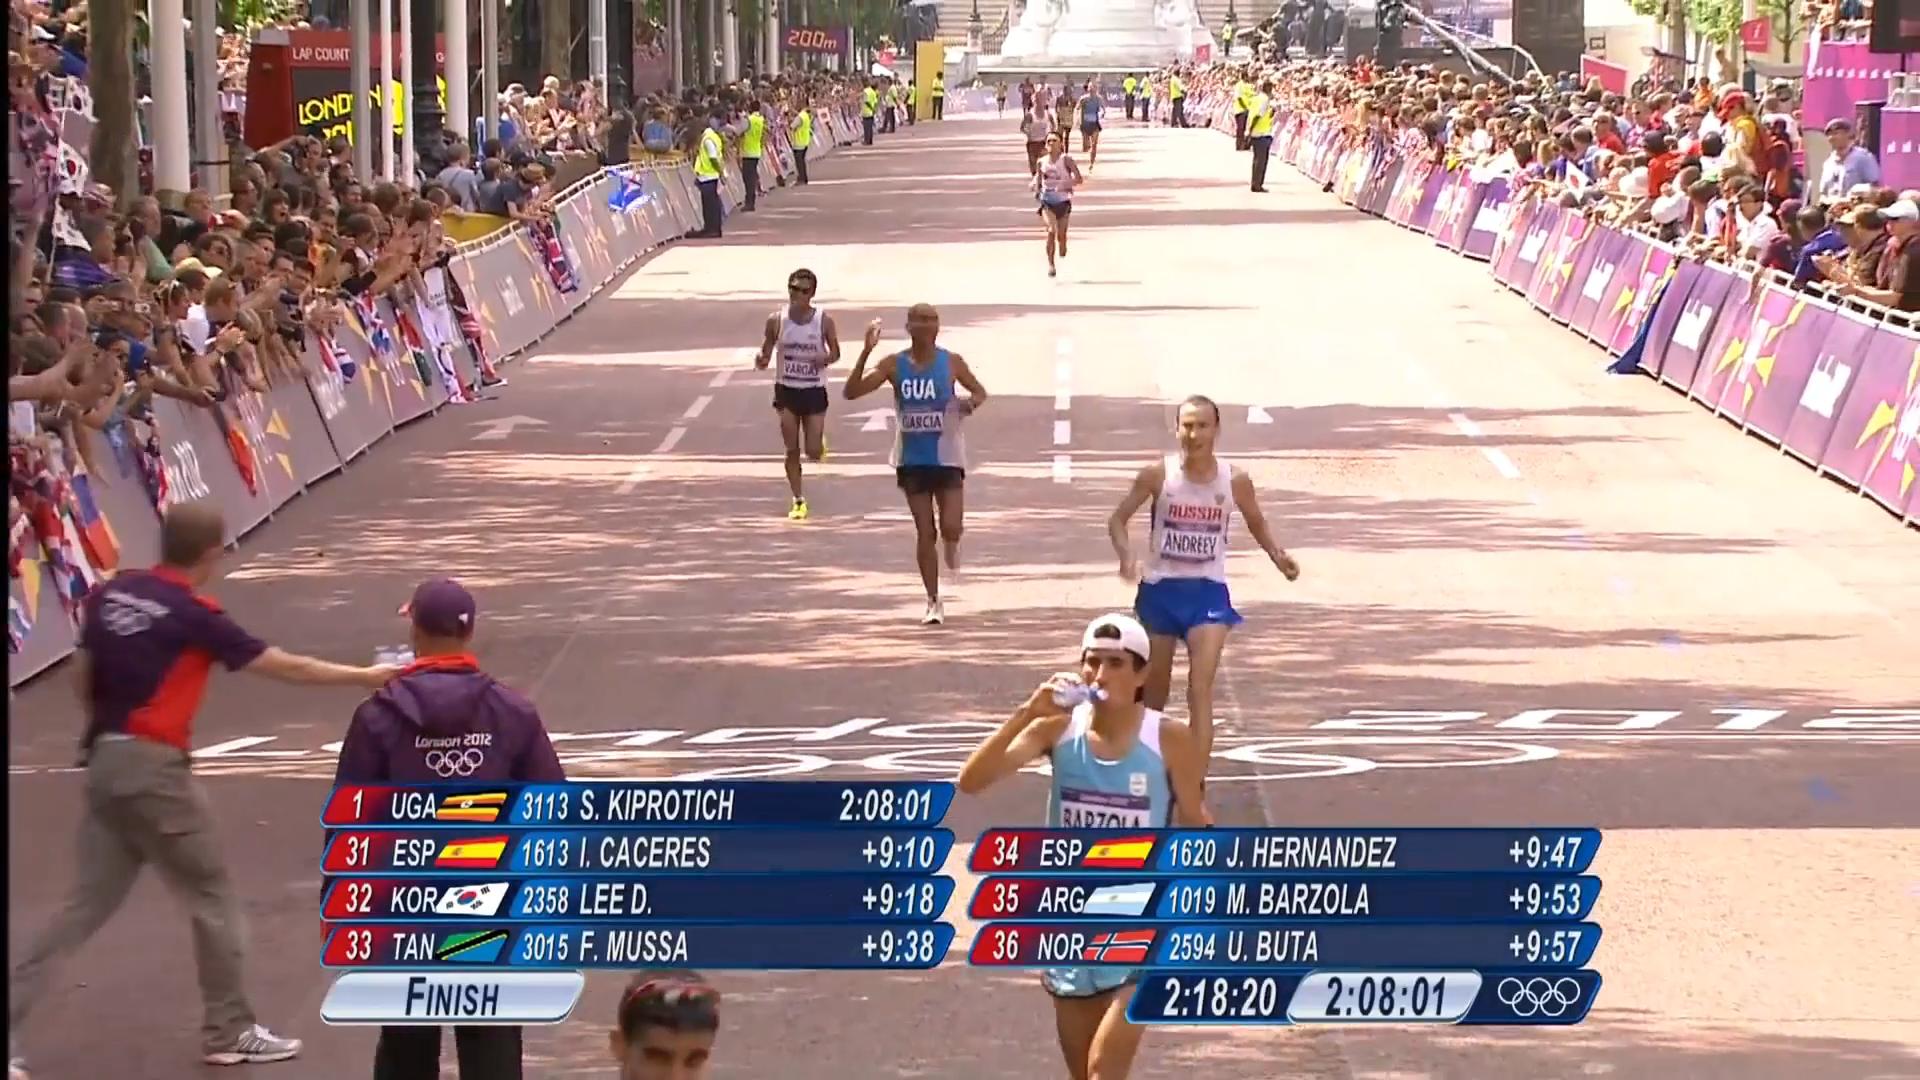 LAP COUNT
200m
GUA
GARCIA
VARGAS
RUSSIA
ANDREEV
London 2012
London 2012
BARZOLA
1 UGA 3113 S. KIPROTICH 2:08:01
31 ESP 1613 I. CACERES +9:10
32 KOR 2358 LEE D. +9:18
33 TAN 3015 F. MUSSA +9:38
34 ESP 1620 J. HERNANDEZ +9:47
35 ARG 1019 M. BARZOLA +9:53
36 NOR 2594 U. BUTA +9:57
FINISH
2:18:20 2:08:01